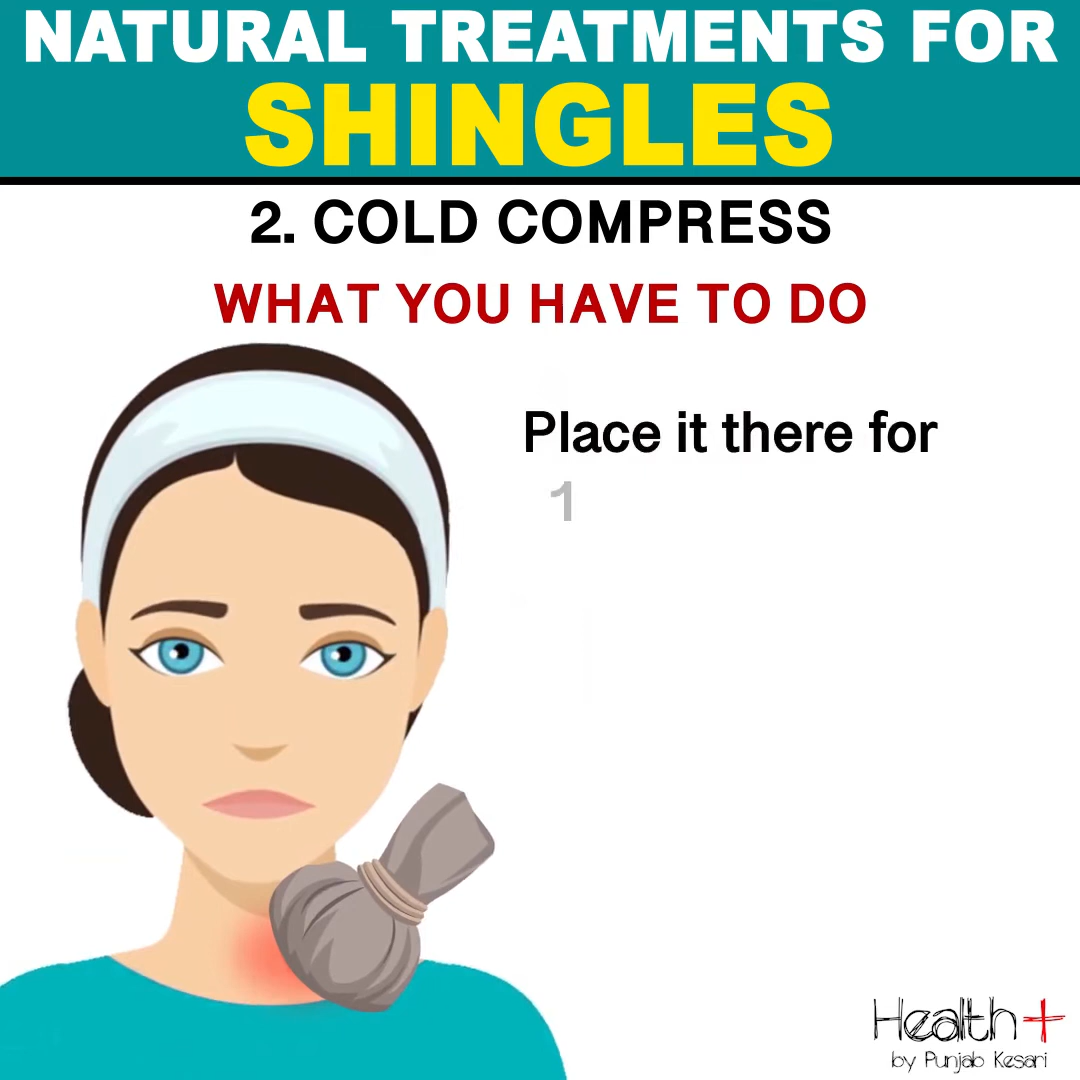 NATURAL TREATMENTS FOR
SHINGLES
2. COLD COMPRESS
WHAT YOU HAVE TO DO
Place it there for
1
Health+
by Punjab Kesari